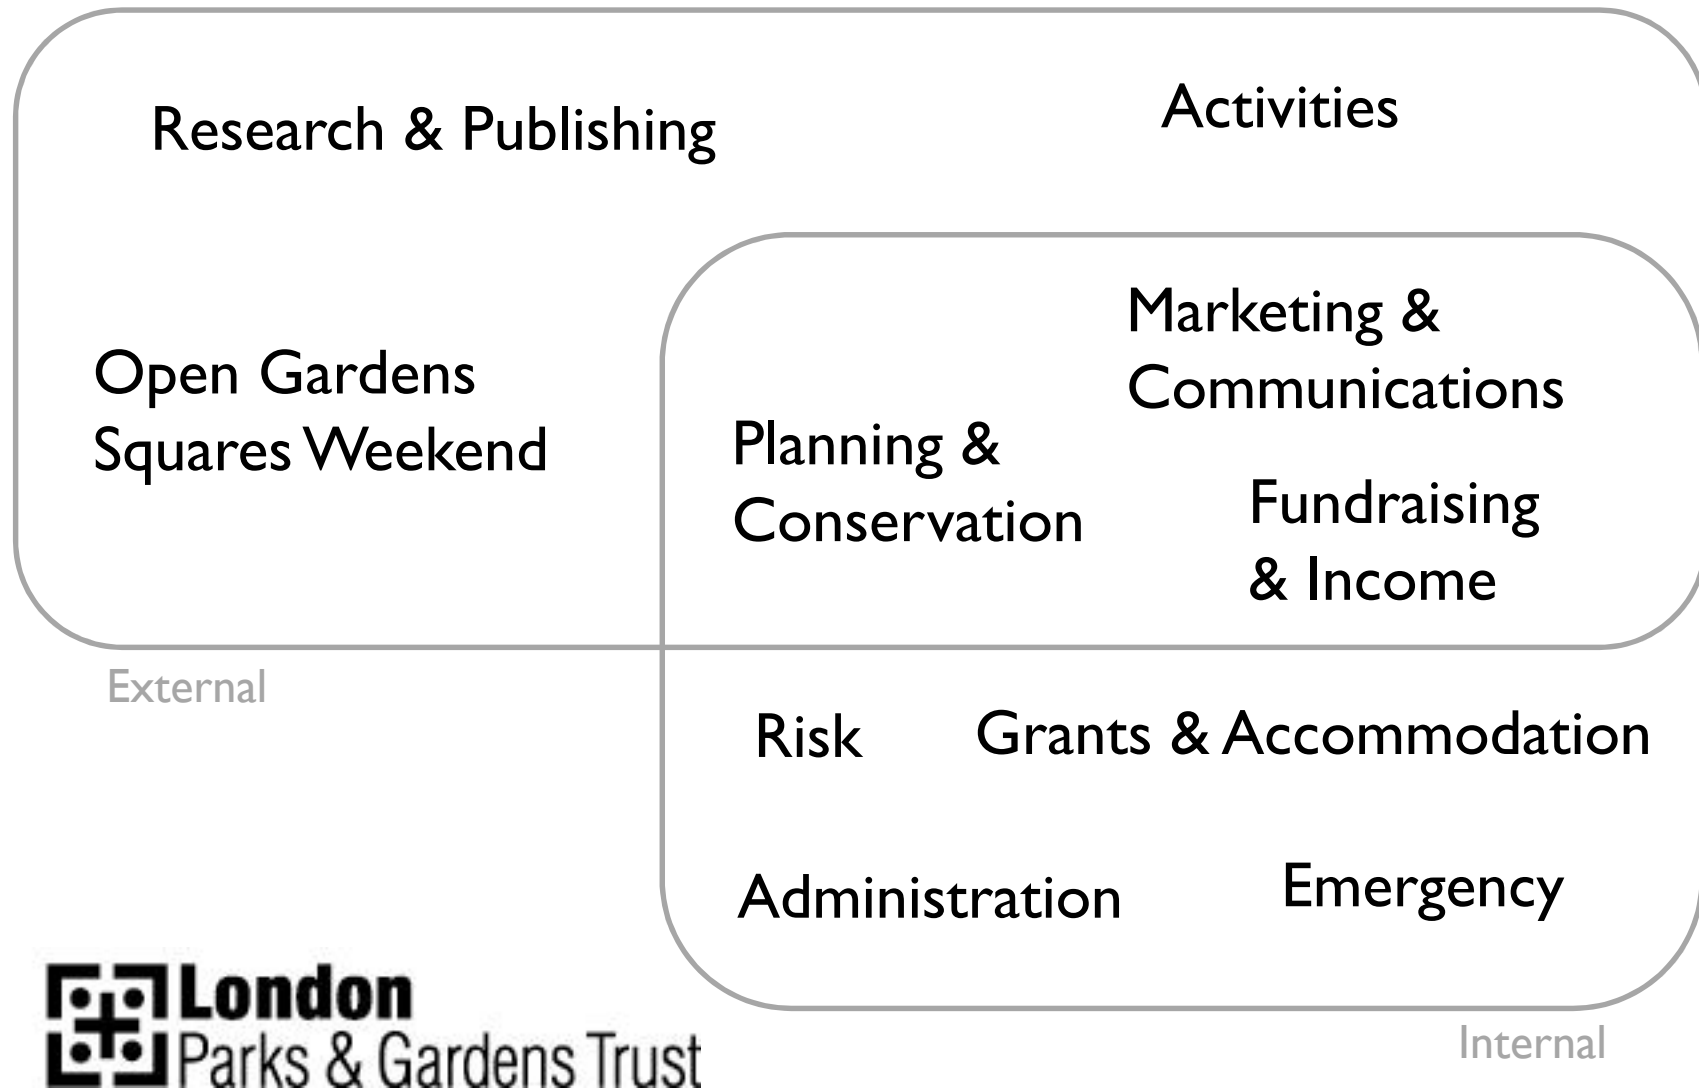 Research & Publishing
Activities
Open Gardens
Squares Weekend
Marketing &
Communications
Planning &
Conservation
Fundraising
& Income
External
Risk
Grants & Accommodation
Administration
Emergency
London
Parks & Gardens Trust
Internal